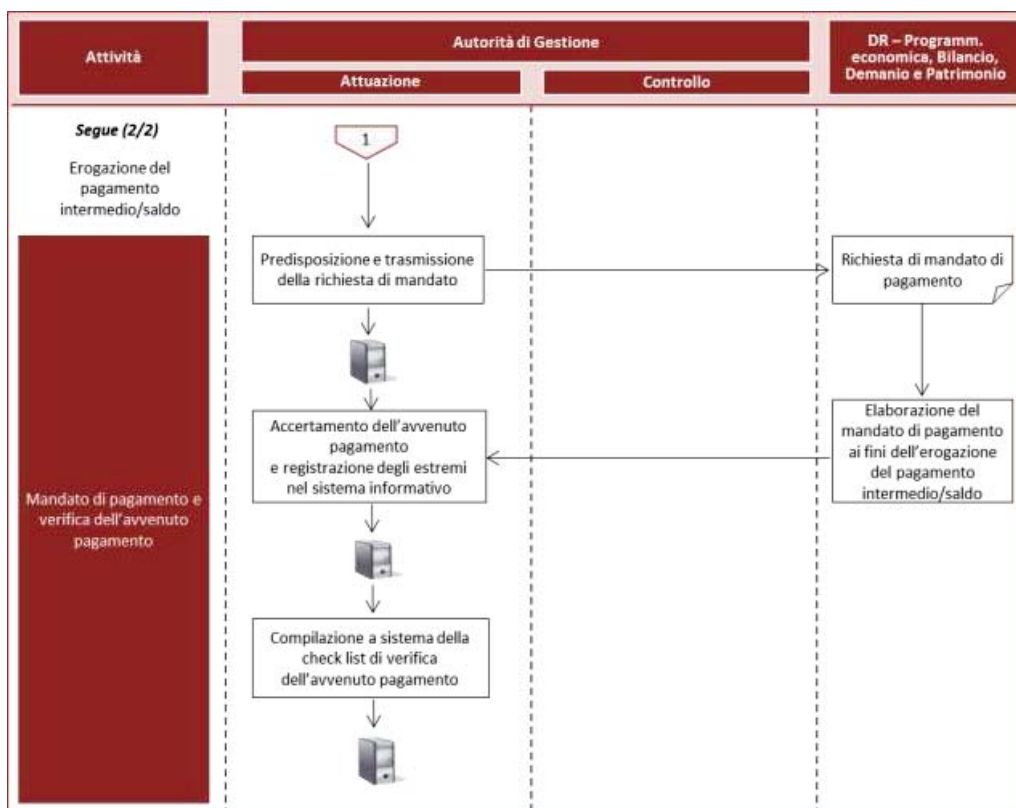 Attività
Autorità di Gestione
Attuazione
Controllo
DR – Programm.
economica, Bilancio,
Demanio e Patrimonio
Segue (2/2)
Erogazione del
pagamento
intermedio/saldo
1
Predisposizione e trasmissione
della richiesta di mandato
Richiesta di mandato di
pagamento
Accertamento dell’avvenuto
pagamento
e registrazione degli estremi
nel sistema informativo
Elaborazione del
mandato di pagamento
ai fini dell’erogazione
del pagamento
intermedio/saldo
Mandato di pagamento e
verifica dell’avvenuto
pagamento
Compilazione a sistema della
check list di verifica
dell’avvenuto pagamento